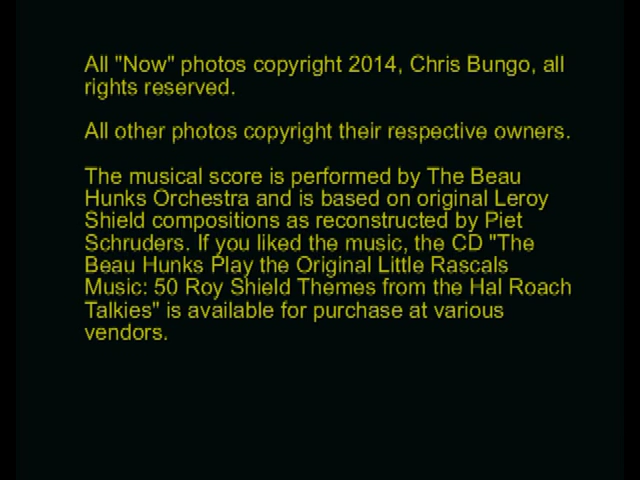 All "Now" photos copyright 2014, Chris Bungo, all
rights reserved.
All other photos copyright their respective owners.
The musical score is performed by The Beau
Hunks Orchestra and is based on original Leroy
Shield compositions as reconstructed by Piet
Schruders. If you liked the music, the CD "The
Beau Hunks Play the Original Little Rascals
Music: 50 Roy Shield Themes from the Hal Roach
Talkies" is available for purchase at various
vendors.